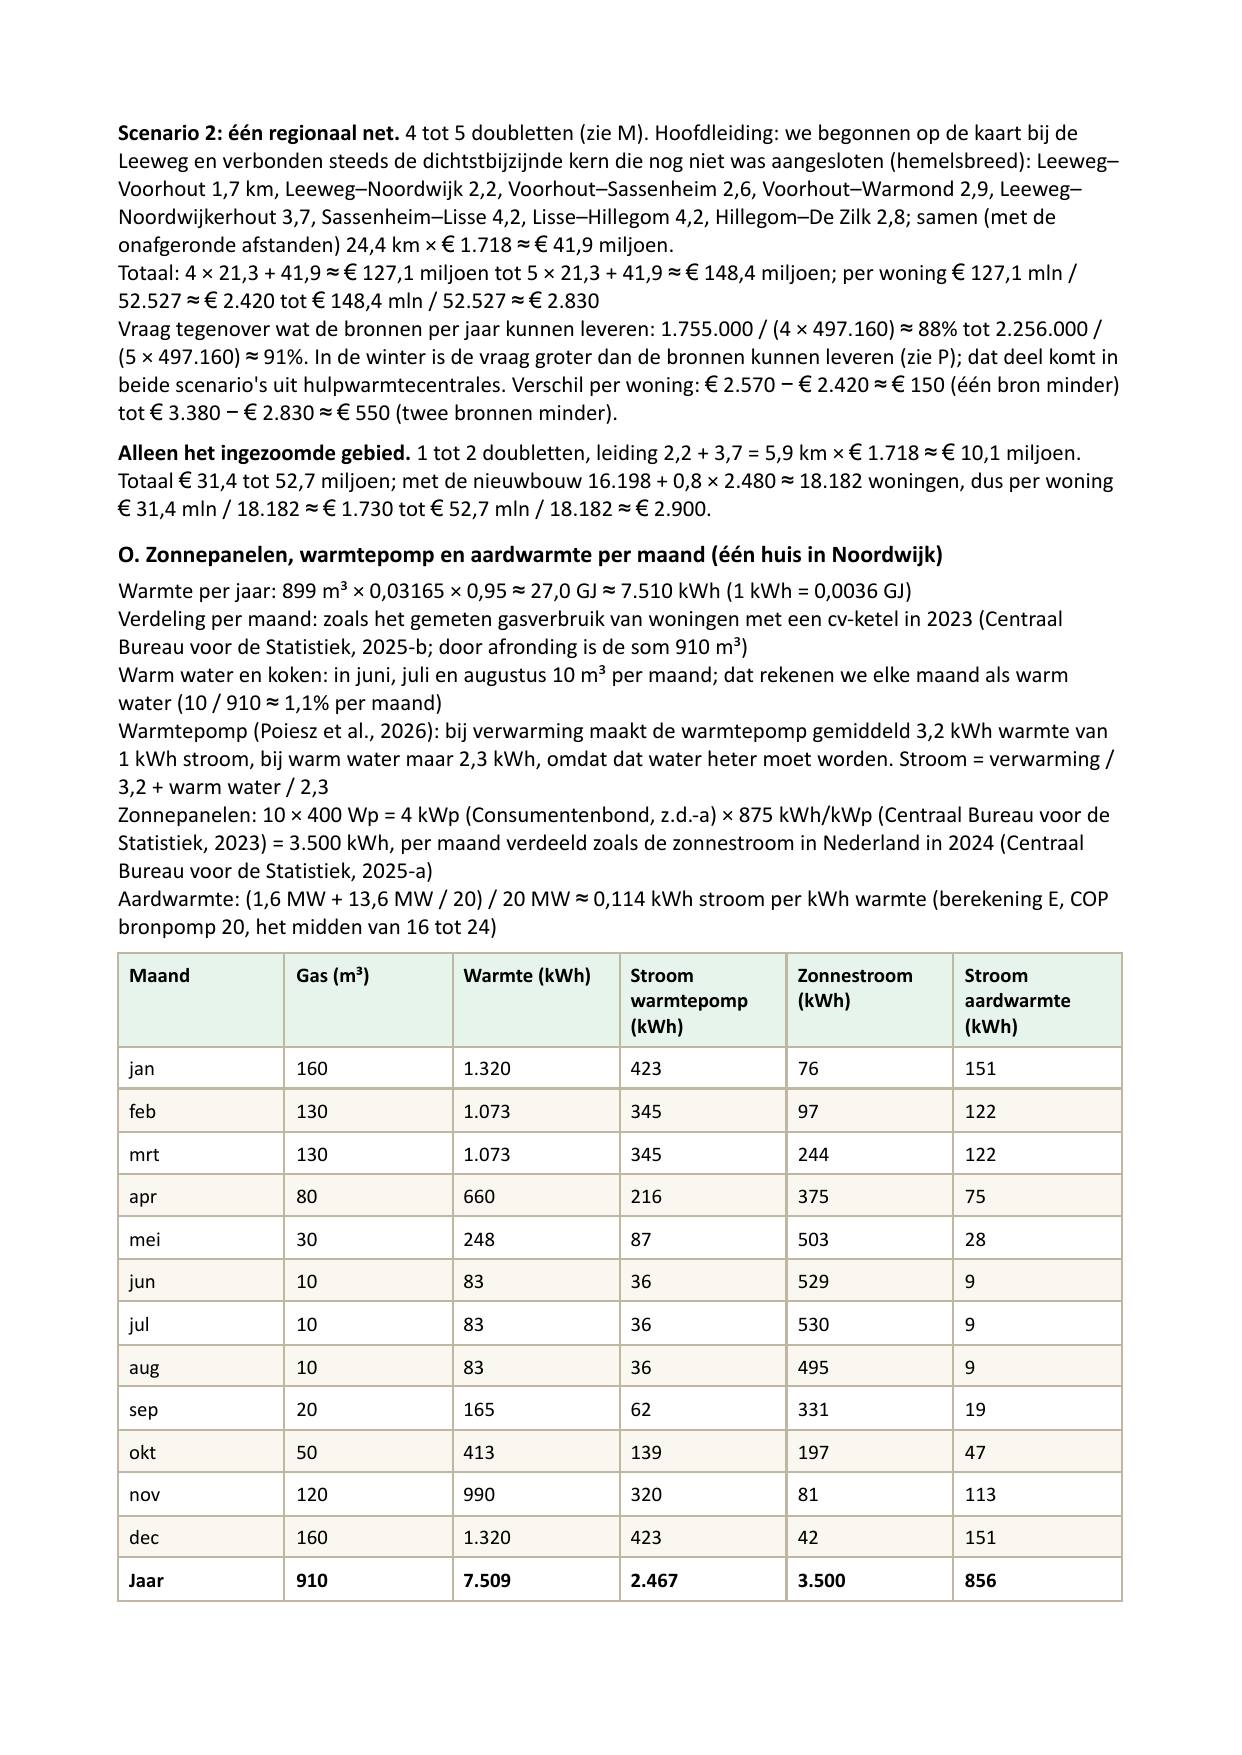 Scenario 2: één regionaal net. 4 tot 5 doubletten (zie M). Hoofdleiding: we begonnen op de kaart bij de
Leeweg en verbonden steeds de dichtstbijzijnde kern die nog niet was aangesloten (hemelsbreed): Leeweg–
Voorhout 1,7 km, Leeweg–Noordwijk 2,2, Voorhout–Sassenheim 2,6, Voorhout–Warmond 2,9, Leeweg–
Noordwijkerhout 3,7, Sassenheim–Lisse 4,2, Lisse–Hillegom 4,2, Hillegom–De Zilk 2,8; samen (met de
onafgeronde afstanden) 24,4 km × € 1.718 ≈ € 41,9 miljoen.
Totaal: 4 × 21,3 + 41,9 ≈ € 127,1 miljoen tot 5 × 21,3 + 41,9 ≈ € 148,4 miljoen; per woning € 127,1 mln /
52.527 ≈ € 2.420 tot € 148,4 mln / 52.527 ≈ € 2.830
Vraag tegenover wat de bronnen per jaar kunnen leveren: 1.755.000 / (4 × 497.160) ≈ 88% tot 2.256.000 /
(5 × 497.160) ≈ 91%. In de winter is de vraag groter dan de bronnen kunnen leveren (zie P); dat deel komt in
beide scenario's uit hulpwarmtecentrales. Verschil per woning: € 2.570 − € 2.420 ≈ € 150 (één bron minder)
tot € 3.380 − € 2.830 ≈ € 550 (twee bronnen minder).
Alleen het ingezoomde gebied. 1 tot 2 doubletten, leiding 2,2 + 3,7 = 5,9 km × € 1.718 ≈ € 10,1 miljoen.
Totaal € 31,4 tot 52,7 miljoen; met de nieuwbouw 16.198 + 0,8 × 2.480 ≈ 18.182 woningen, dus per woning
€ 31,4 mln / 18.182 ≈ € 1.730 tot € 52,7 mln / 18.182 ≈ € 2.900.
O. Zonnepanelen, warmtepomp en aardwarmte per maand (één huis in Noordwijk)
Warmte per jaar: 899 m³ × 0,03165 × 0,95 ≈ 27,0 GJ ≈ 7.510 kWh (1 kWh = 0,0036 GJ)
Verdeling per maand: zoals het gemeten gasverbruik van woningen met een cv-ketel in 2023 (Centraal
Bureau voor de Statistiek, 2025-b; door afronding is de som 910 m³)
Warm water en koken: in juni, juli en augustus 10 m³ per maand; dat rekenen we elke maand als warm
water (10 / 910 ≈ 1,1% per maand)
Warmtepomp (Poiesz et al., 2026): bij verwarming maakt de warmtepomp gemiddeld 3,2 kWh warmte van
1 kWh stroom, bij warm water maar 2,3 kWh, omdat dat water heter moet worden. Stroom = verwarming /
3,2 + warm water / 2,3
Zonnepanelen: 10 × 400 Wp = 4 kWp (Consumentenbond, z.d.-a) × 875 kWh/kWp (Centraal Bureau voor de
Statistiek, 2023) = 3.500 kWh, per maand verdeeld zoals de zonnestroom in Nederland in 2024 (Centraal
Bureau voor de Statistiek, 2025-a)
Aardwarmte: (1,6 MW + 13,6 MW / 20) / 20 MW ≈ 0,114 kWh stroom per kWh warmte (berekening E, COP
bronpomp 20, het midden van 16 tot 24)
Maand Gas (m³) Warmte (kWh) Stroom warmtepomp (kWh) Zonnestroom (kWh) Stroom aardwarmte (kWh)
jan 160 1.320 423 76 151
feb 130 1.073 345 97 122
mrt 130 1.073 345 244 122
apr 80 660 216 375 75
mei 30 248 87 503 28
jun 10 83 36 529 9
jul 10 83 36 530 9
aug 10 83 36 495 9
sep 20 165 62 331 19
okt 50 413 139 197 47
nov 120 990 320 81 113
dec 160 1.320 423 42 151
Jaar 910 7.509 2.467 3.500 856